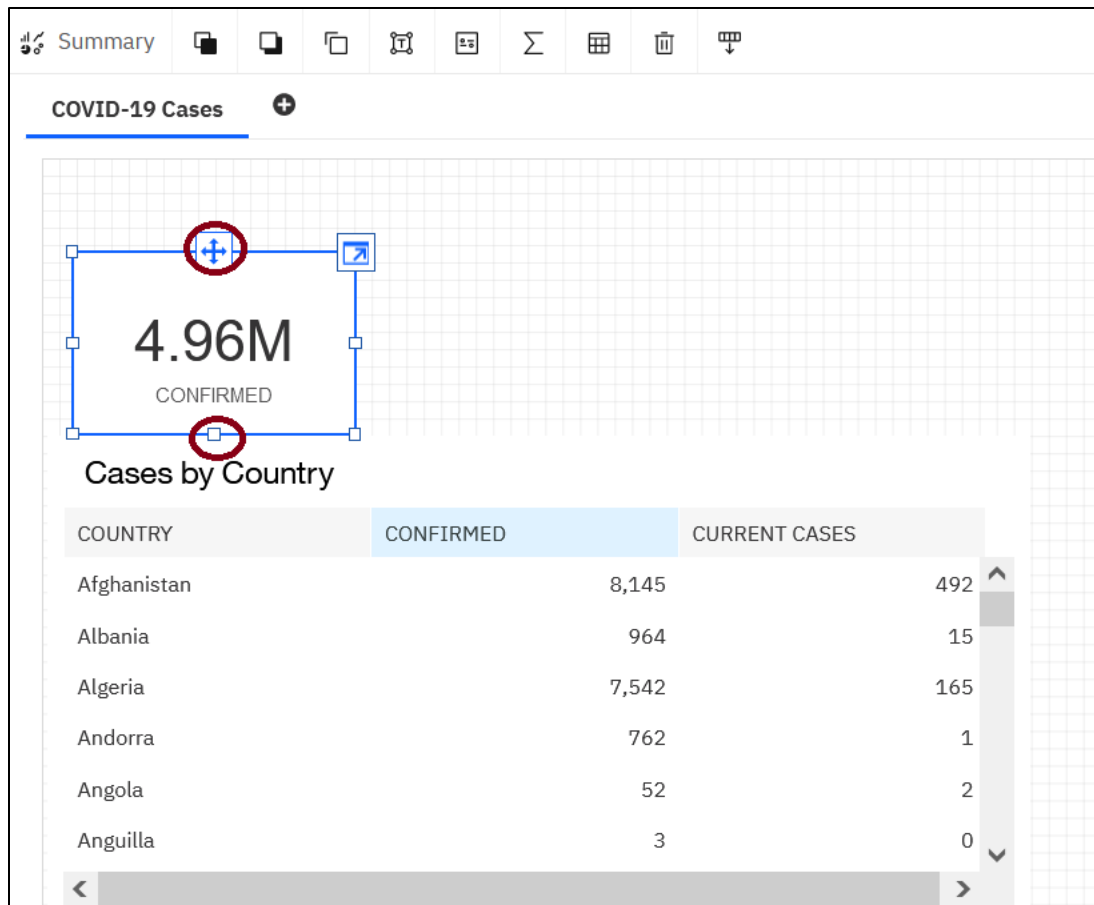 Summary
COVID-19 Cases
4.96M
CONFIRMED
Cases by Country
COUNTRY CONFIRMED CURRENT CASES
Afghanistan 8,145 492
Albania 964 15
Algeria 7,542 165
Andorra 762 1
Angola 52 2
Anguilla 3 0